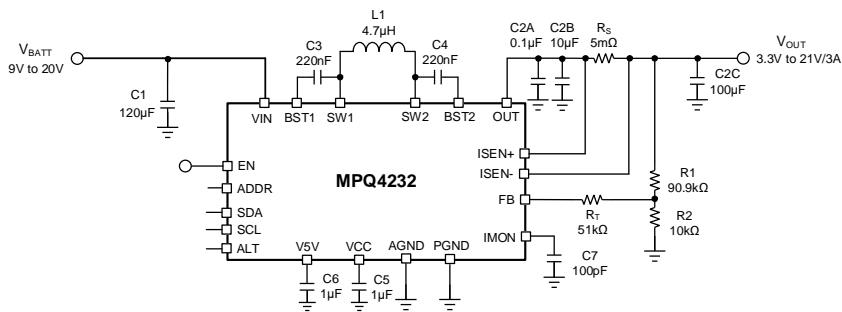 L1
4.7µH
C2A
0.1µF
C2B
10µF
RS
5mΩ
C3
220nF
C4
220nF
VBATT
9V to 20V
VOUT
3.3V to 21V/3A
C2C
100µF
C1
120µF
VIN
BST1
SW1
SW2
BST2
OUT
EN
ADDR
SDA
SCL
ALT
MPQ4232
ISEN+
ISEN-
FB
IMON
RT
51kΩ
R1
90.9kΩ
R2
10kΩ
V5V
VCC
AGND
PGND
C6
1µF
C5
1µF
C7
100pF